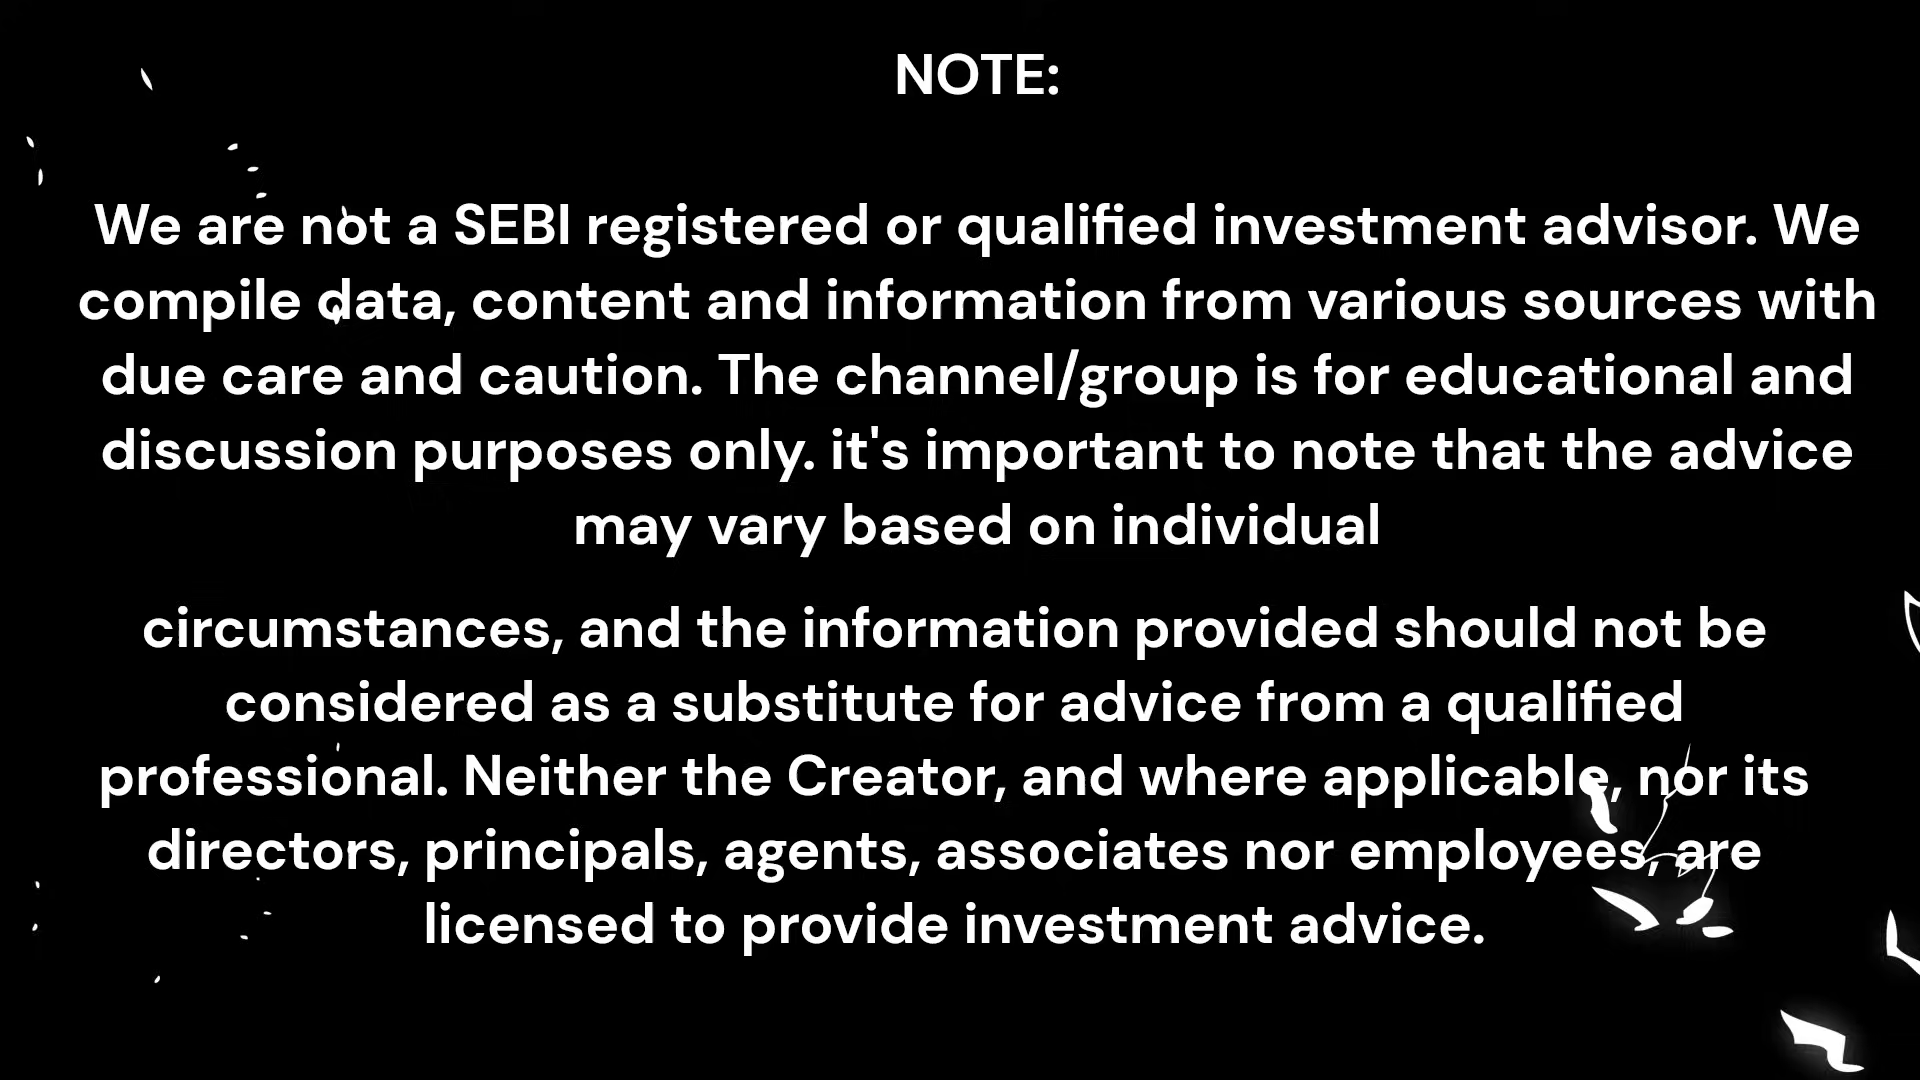 NOTE:
We are not a SEBI registered or qualified investment advisor. We
compile data, content and information from various sources with
due care and caution. The channel/group is for educational and
discussion purposes only. it's important to note that the advice
may vary based on individual
circumstances, and the information provided should not be
considered as a substitute for advice from a qualified
professional. Neither the Creator, and where applicable, nor its
directors, principals, agents, associates nor employees, are
licensed to provide investment advice.